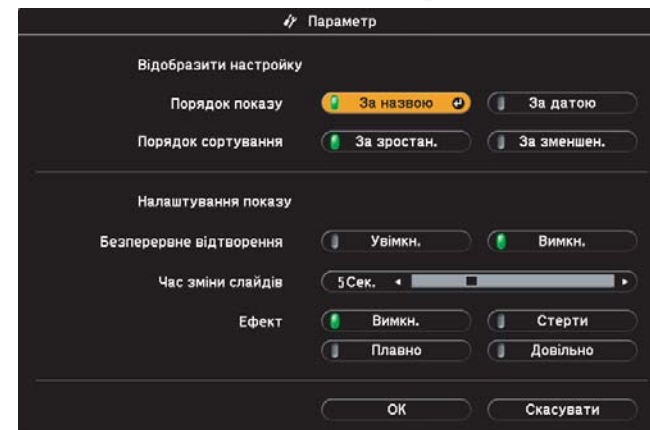 Параметр
Відобразити настройку
Порядок показу За назвою За датою
Порядок сортування За зростан. За зменшен.
Налаштування показу
Безперервне відтворення Увімкн. Вимкн.
Час зміни слайдів 5Сек.
Ефект Вимкн. Стерти
Плавно Довільно
ОК Скасувати